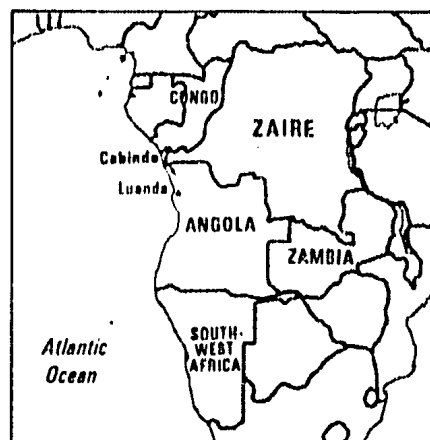 CONGO
ZAIRE
Cabinda
Luanda
ANGOLA
ZAMBIA
SOUTH-
WEST
AFRICA
Atlantic
Ocean